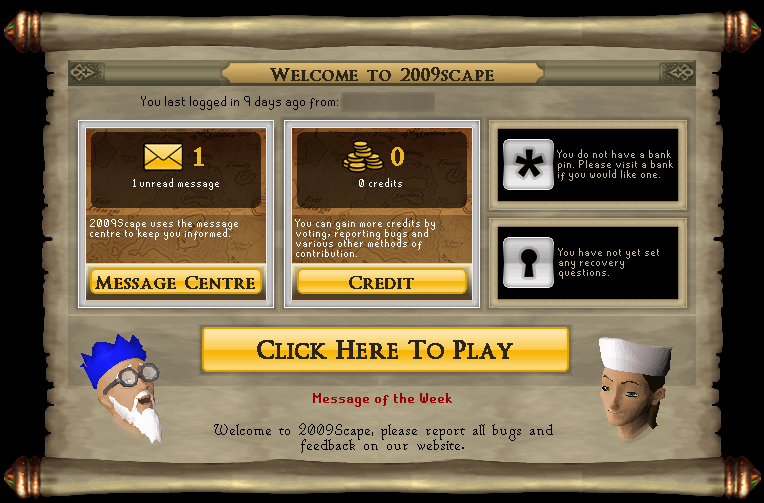 Welcome to 2009scape
You last logged in 9 days ago from:
1
1 unread message
2009Scape uses the message
centre to keep you informed.
Message Centre
0
0 credits
You can gain more credits by
voting, reporting bugs and
various other methods of
contribution.
Credit
*
You do not have a bank
pin. Please visit a bank
if you would like one.
You have not yet set
any recovery
questions.
Click Here To Play
Message of the Week
Welcome to 2009Scape, please report all bugs and
feedback on our website.